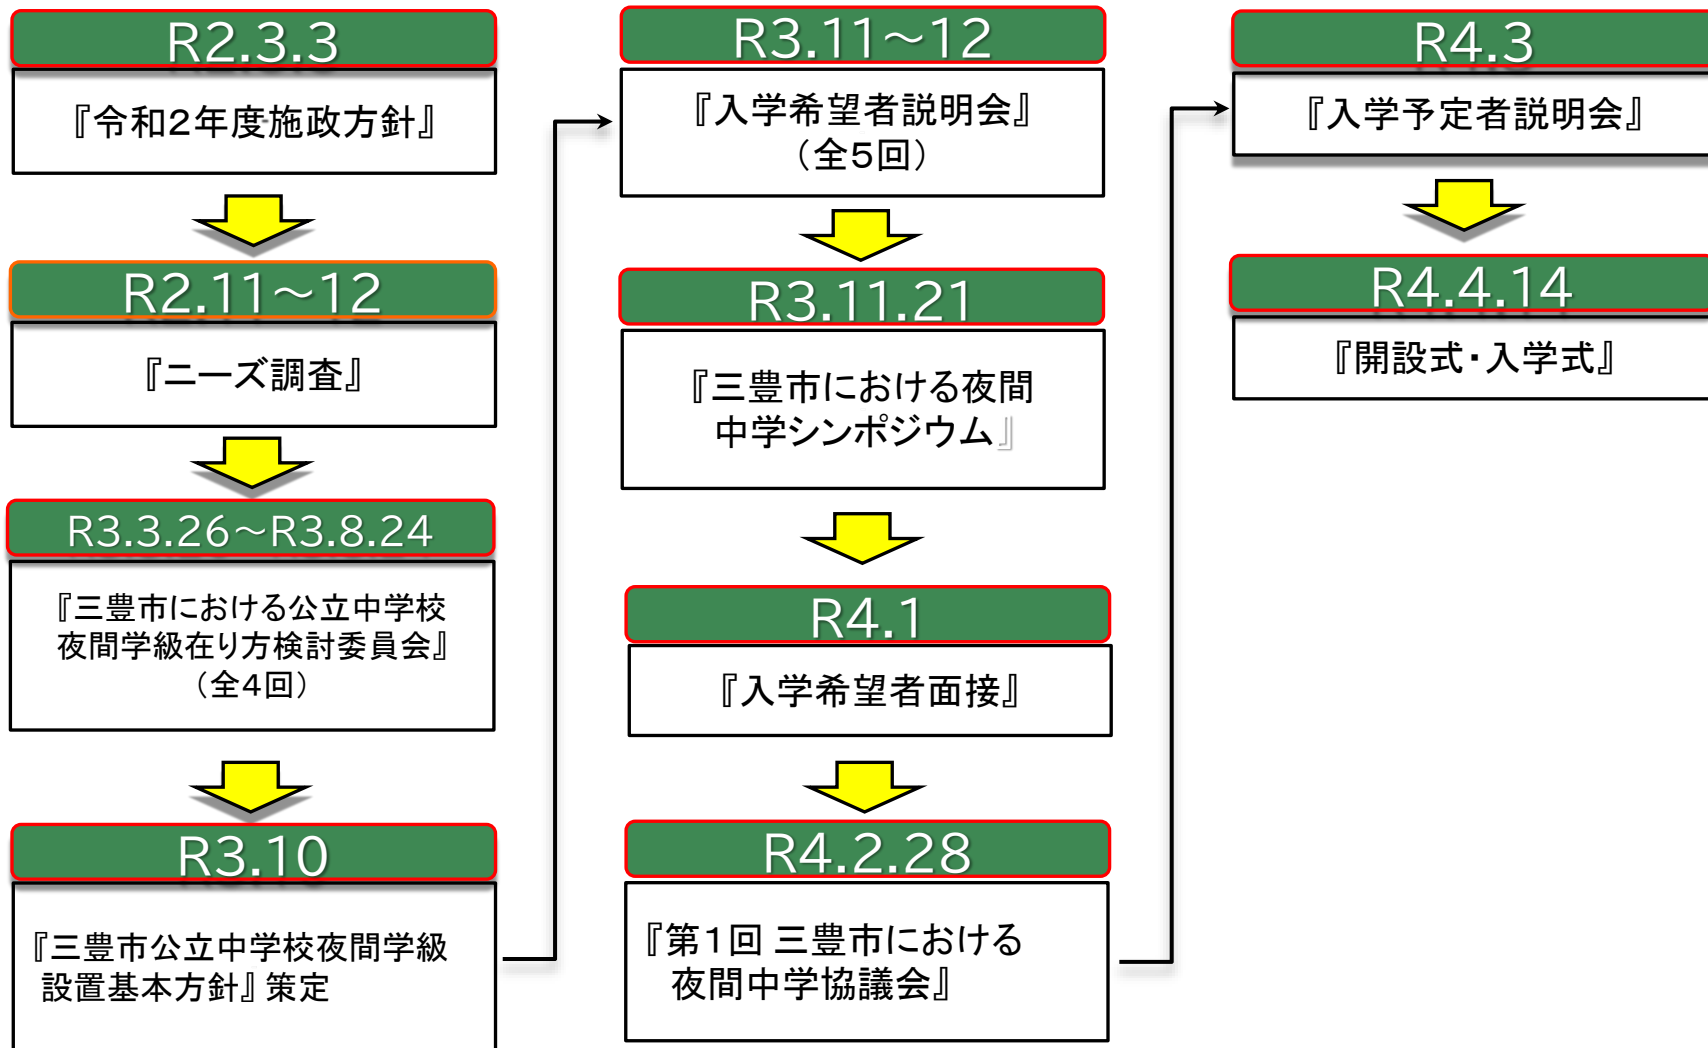 R2.3.3
『令和2年度施政方針』
R2.11～12
『ニーズ調査』
R3.3.26～R3.8.24
『三豊市における公立中学校
夜間学級在り方検討委員会』
（全4回）
R3.10
『三豊市公立中学校夜間学級
設置基本方針』 策定
R3.11～12
『入学希望者説明会』
（全5回）
R3.11.21
『三豊市における夜間
中学シンポジウム』
R4.1
『入学希望者面接』
R4.2.28
『第1回 三豊市における
夜間中学協議会』
R4.3
『入学予定者説明会』
R4.4.14
『開設式・入学式』